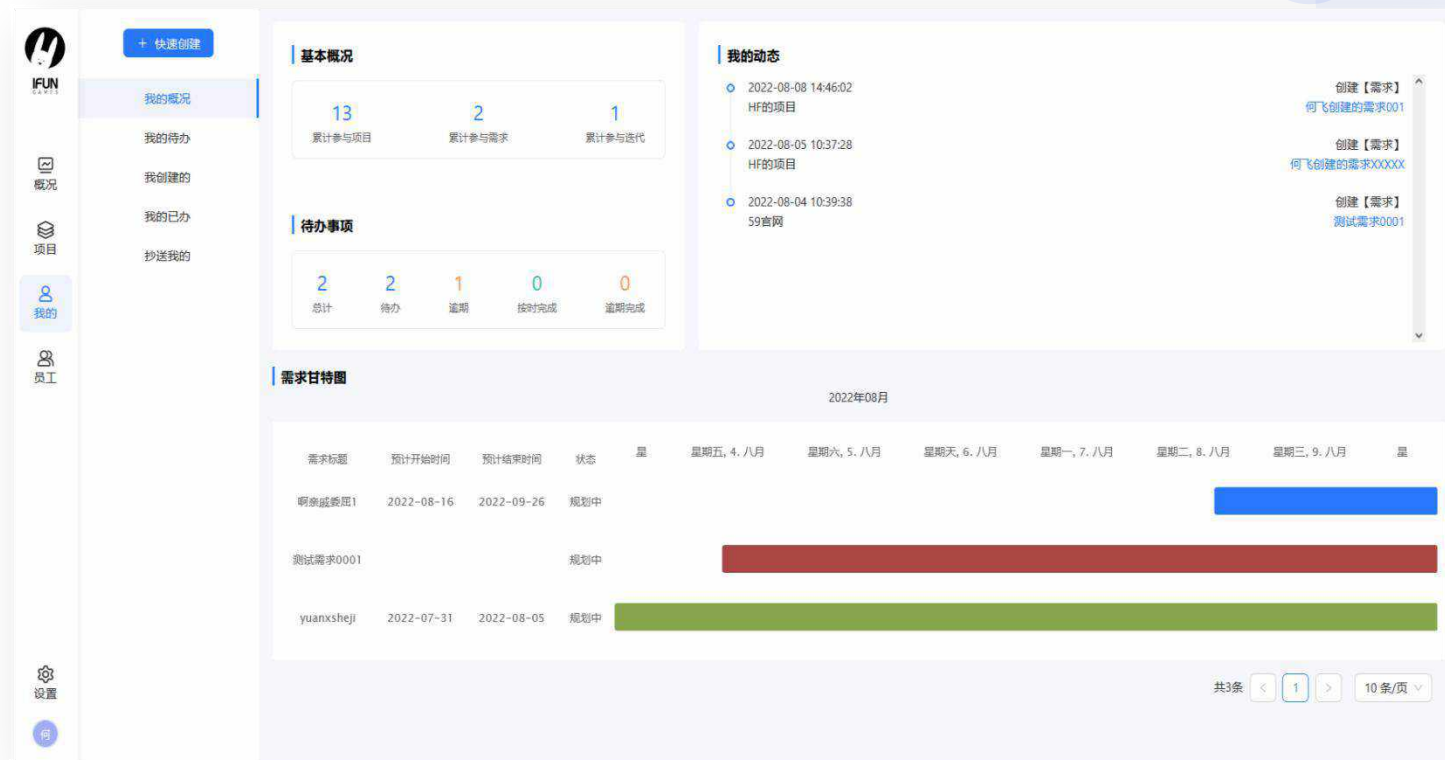 IFUN
GAMES
概况
项目
我的
员工
设置
何
+ 快速创建
我的概况
我的待办
我创建的
我的已办
抄送我的
基本概况
13 2 1
累计参与项目 累计参与需求 累计参与迭代
待办事项
2 2 1 0 0
总计 待办 逾期 按时完成 逾期完成
我的动态
2022-08-08 14:46:02 创建【需求】
HF的项目 何飞创建的需求001
2022-08-05 10:37:28 创建【需求】
HF的项目 何飞创建的需求XXXXX
2022-08-04 10:39:38 创建【需求】
59官网 测试需求0001
需求甘特图
2022年08月
需求标题 预计开始时间 预计结束时间 状态 星 星期五, 4. 八月 星期六, 5. 八月 星期天, 6. 八月 星期一, 7. 八月 星期二, 8. 八月 星期三, 9. 八月 星
啊亲戚委屈1 2022-08-16 2022-09-26 规划中
测试需求0001 规划中
yuanxsheji 2022-07-31 2022-08-05 规划中
共3条 < 1 > 10 条/页